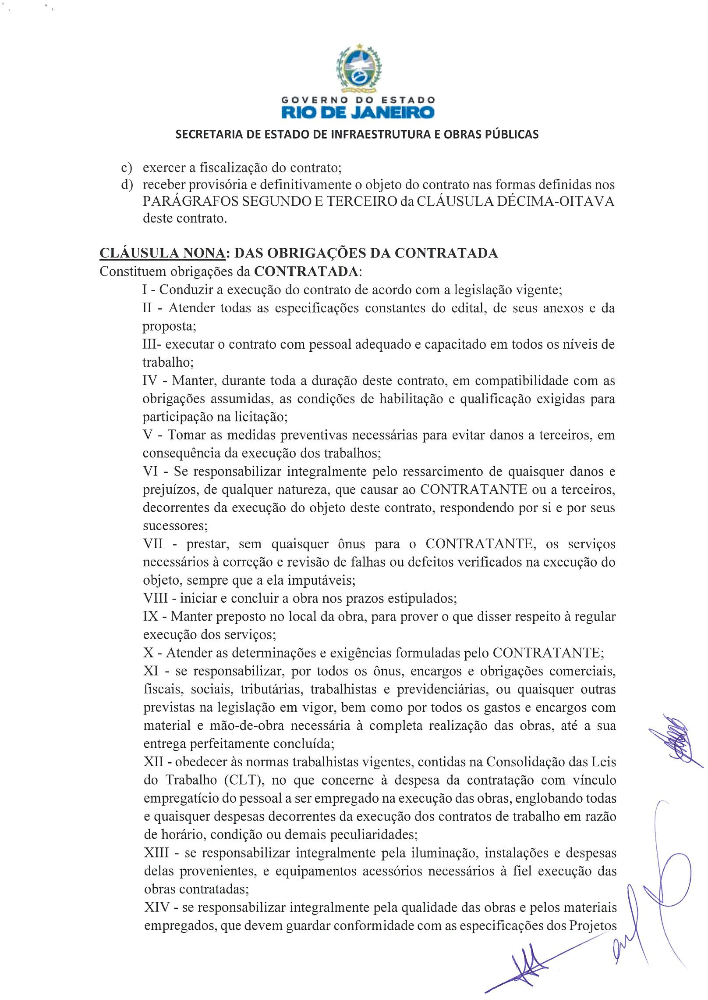 GOVERNO DO ESTADO
RIO DE JANEIRO
SECRETARIA DE ESTADO DE INFRAESTRUTURA E OBRAS PÚBLICAS
c) exercer a fiscalização do contrato;
d) receber provisória e definitivamente o objeto do contrato nas formas definidas nos
PARÁGRAFOS SEGUNDO E TERCEIRO da CLÁUSULA DÉCIMA-OITAVA
deste contrato.
CLÁUSULA NONA: DAS OBRIGAÇÕES DA CONTRATADA
Constituem obrigações da CONTRATADA:
I - Conduzir a execução do contrato de acordo com a legislação vigente;
II - Atender todas as especificações constantes do edital, de seus anexos e da
proposta;
III- executar o contrato com pessoal adequado e capacitado em todos os níveis de
trabalho;
IV - Manter, durante toda a duração deste contrato, em compatibilidade com as
obrigações assumidas, as condições de habilitação e qualificação exigidas para
participação na licitação;
V - Tomar as medidas preventivas necessárias para evitar danos a terceiros, em
consequência da execução dos trabalhos;
VI - Se responsabilizar integralmente pelo ressarcimento de quaisquer danos e
prejuízos, de qualquer natureza, que causar ao CONTRATANTE ou a terceiros,
decorrentes da execução do objeto deste contrato, respondendo por si e por seus
sucessores;
VII - prestar, sem quaisquer ônus para o CONTRATANTE, os serviços
necessários à correção e revisão de falhas ou defeitos verificados na execução do
objeto, sempre que a ela imputáveis;
VIII - iniciar e concluir a obra nos prazos estipulados;
IX - Manter preposto no local da obra, para prover o que disser respeito à regular
execução dos serviços;
X - Atender as determinações e exigências formuladas pelo CONTRATANTE;
XI - se responsabilizar, por todos os ônus, encargos e obrigações comerciais,
fiscais, sociais, tributárias, trabalhistas e previdenciárias, ou quaisquer outras
previstas na legislação em vigor, bem como por todos os gastos e encargos com
material e mão-de-obra necessária à completa realização das obras, até a sua
entrega perfeitamente concluída;
XII - obedecer às normas trabalhistas vigentes, contidas na Consolidação das Leis
do Trabalho (CLT), no que concerne à despesa da contratação com vínculo
empregatício do pessoal a ser empregado na execução das obras, englobando todas
e quaisquer despesas decorrentes da execução dos contratos de trabalho em razão
de horário, condição ou demais peculiaridades;
XIII - se responsabilizar integralmente pela iluminação, instalações e despesas
delas provenientes, e equipamentos acessórios necessários à fiel execução das
obras contratadas;
XIV - se responsabilizar integralmente pela qualidade das obras e pelos materiais
empregados, que devem guardar conformidade com as especificações dos Projetos